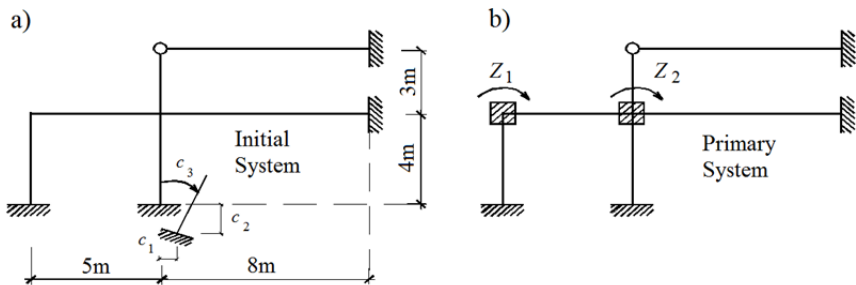 a)
b)
Z1
Z2
3m
Initial
System
Primary
System
4m
c3
c2
c1
5m
8m